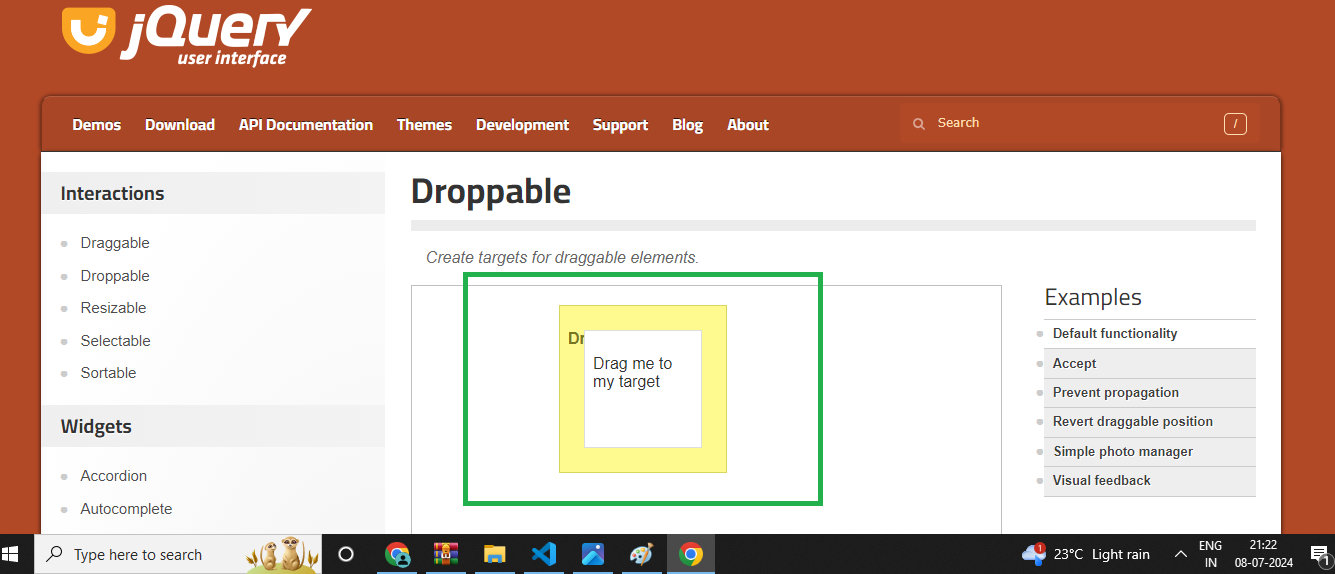 jQuery
user interface
Demos Download API Documentation Themes Development Support Blog About Search /
Interactions
Draggable
Droppable
Resizable
Selectable
Sortable
Widgets
Accordion
Autocomplete
Droppable
Create targets for draggable elements.
Dr
Drag me to
my target
Examples
Default functionality
Accept
Prevent propagation
Revert draggable position
Simple photo manager
Visual feedback
Type here to search
1
23°C Light rain
ENG
IN
21:22
08-07-2024
1